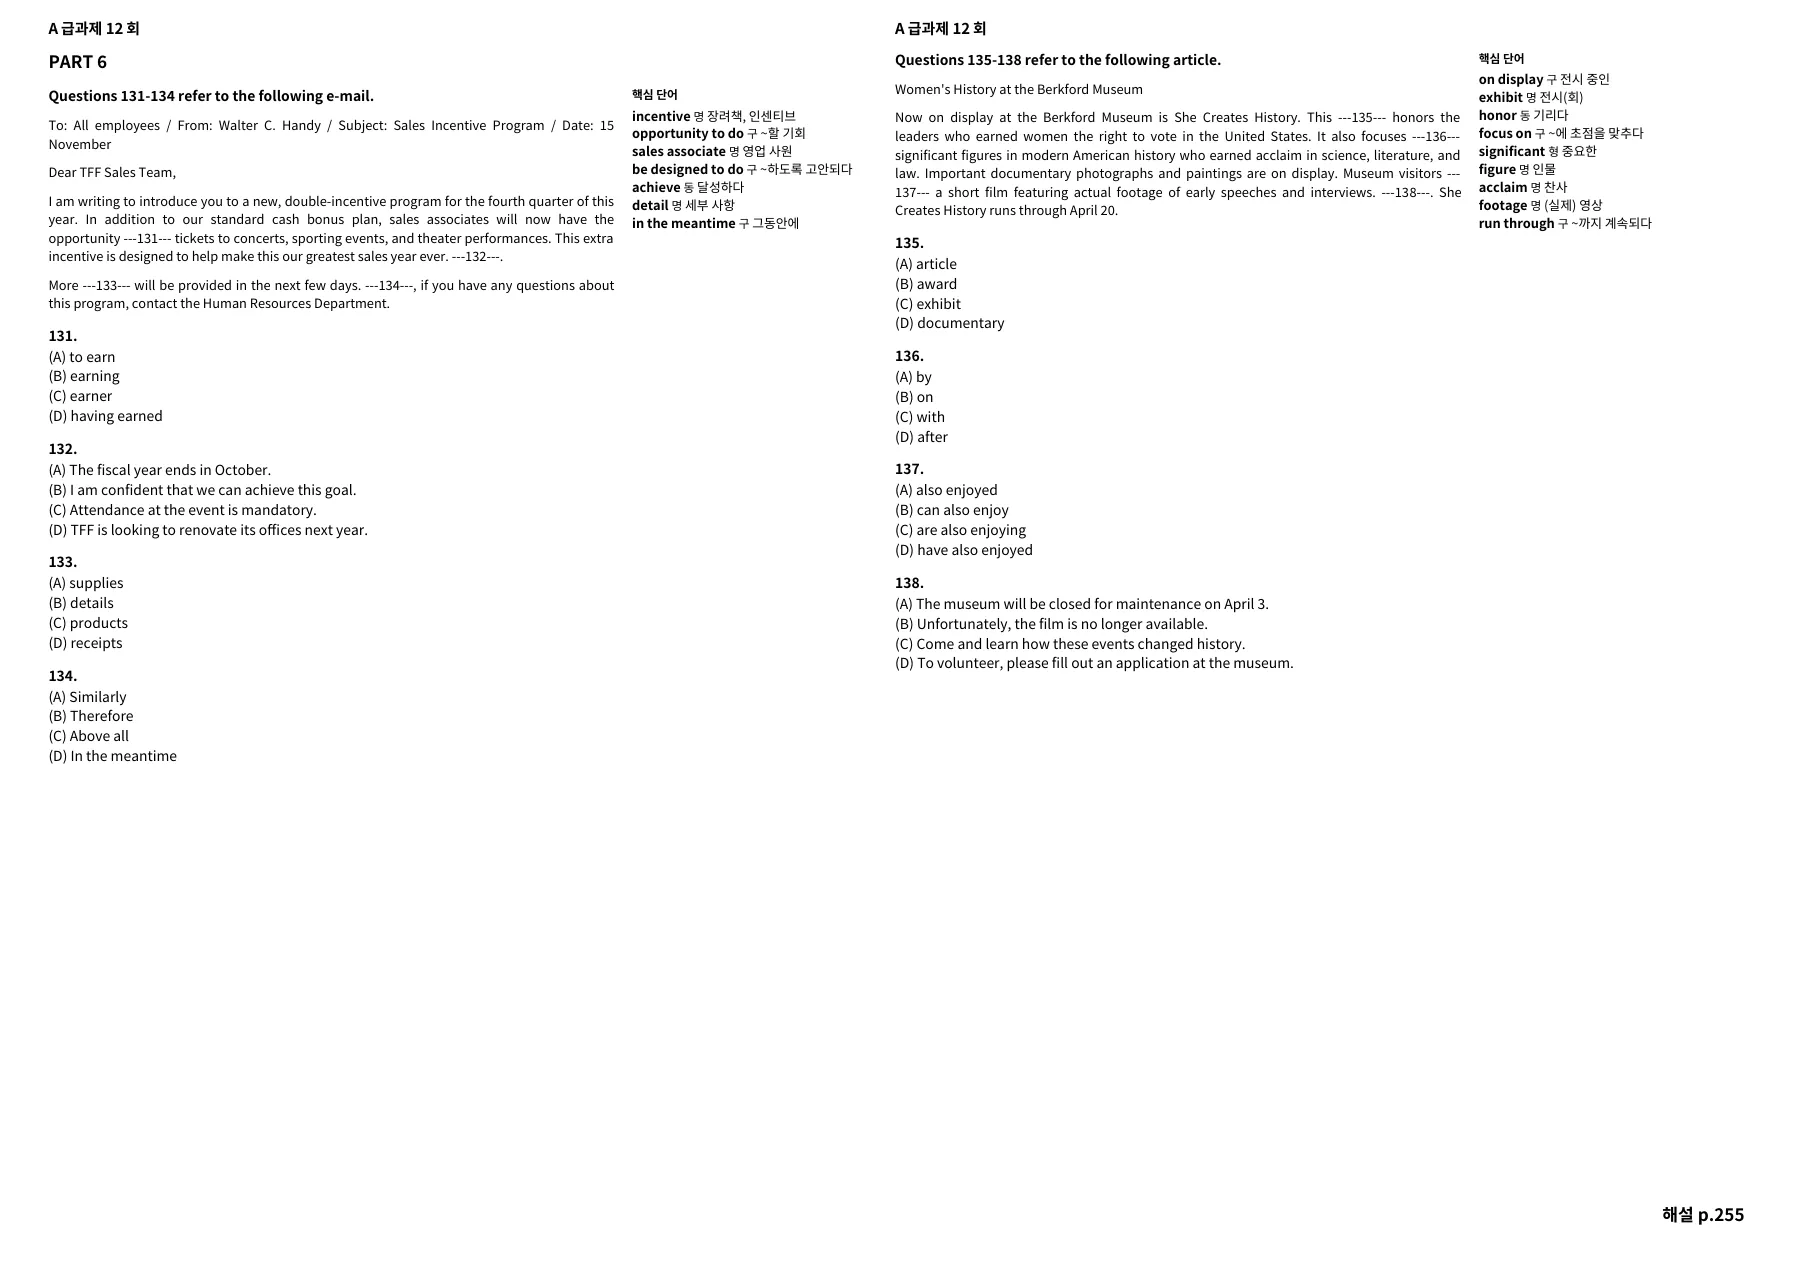 A 급과제 12 회
PART 6
Questions 131-134 refer to the following e-mail.
To: All employees / From: Walter C. Handy / Subject: Sales Incentive Program / Date: 15
November
Dear TFF Sales Team,
I am writing to introduce you to a new, double-incentive program for the fourth quarter of this
year. In addition to our standard cash bonus plan, sales associates will now have the
opportunity ---131--- tickets to concerts, sporting events, and theater performances. This extra
incentive is designed to help make this our greatest sales year ever. ---132---.
More ---133--- will be provided in the next few days. ---134---, if you have any questions about
this program, contact the Human Resources Department.
핵심 단어
incentive 명 장려책, 인센티브
opportunity to do 구 ~할 기회
sales associate 명 영업 사원
be designed to do 구 ~하도록 고안되다
achieve 동 달성하다
detail 명 세부 사항
in the meantime 구 그동안에
131.
(A) to earn
(B) earning
(C) earner
(D) having earned
132.
(A) The fiscal year ends in October.
(B) I am confident that we can achieve this goal.
(C) Attendance at the event is mandatory.
(D) TFF is looking to renovate its offices next year.
133.
(A) supplies
(B) details
(C) products
(D) receipts
134.
(A) Similarly
(B) Therefore
(C) Above all
(D) In the meantime
A 급과제 12 회
Questions 135-138 refer to the following article.
Women's History at the Berkford Museum
Now on display at the Berkford Museum is She Creates History. This ---135--- honors the
leaders who earned women the right to vote in the United States. It also focuses ---136---
significant figures in modern American history who earned acclaim in science, literature, and
law. Important documentary photographs and paintings are on display. Museum visitors ---
137--- a short film featuring actual footage of early speeches and interviews. ---138---. She
Creates History runs through April 20.
핵심 단어
on display 구 전시 중인
exhibit 명 전시(회)
honor 동 기리다
focus on 구 ~에 초점을 맞추다
significant 형 중요한
figure 명 인물
acclaim 명 찬사
footage 명 (실제) 영상
run through 구 ~까지 계속되다
135.
(A) article
(B) award
(C) exhibit
(D) documentary
136.
(A) by
(B) on
(C) with
(D) after
137.
(A) also enjoyed
(B) can also enjoy
(C) are also enjoying
(D) have also enjoyed
138.
(A) The museum will be closed for maintenance on April 3.
(B) Unfortunately, the film is no longer available.
(C) Come and learn how these events changed history.
(D) To volunteer, please fill out an application at the museum.
해설 p.255